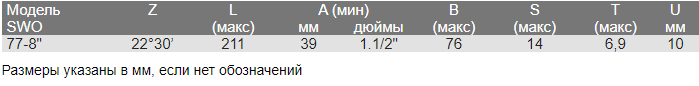 Модель Z L A (мин) B S T U
SWO (макс) мм дюймы (макс) (макс) (макс) мм
77-8" 22°30′ 211 39 1.1/2" 76 14 6,9 10
Размеры указаны в мм, если нет обозначений